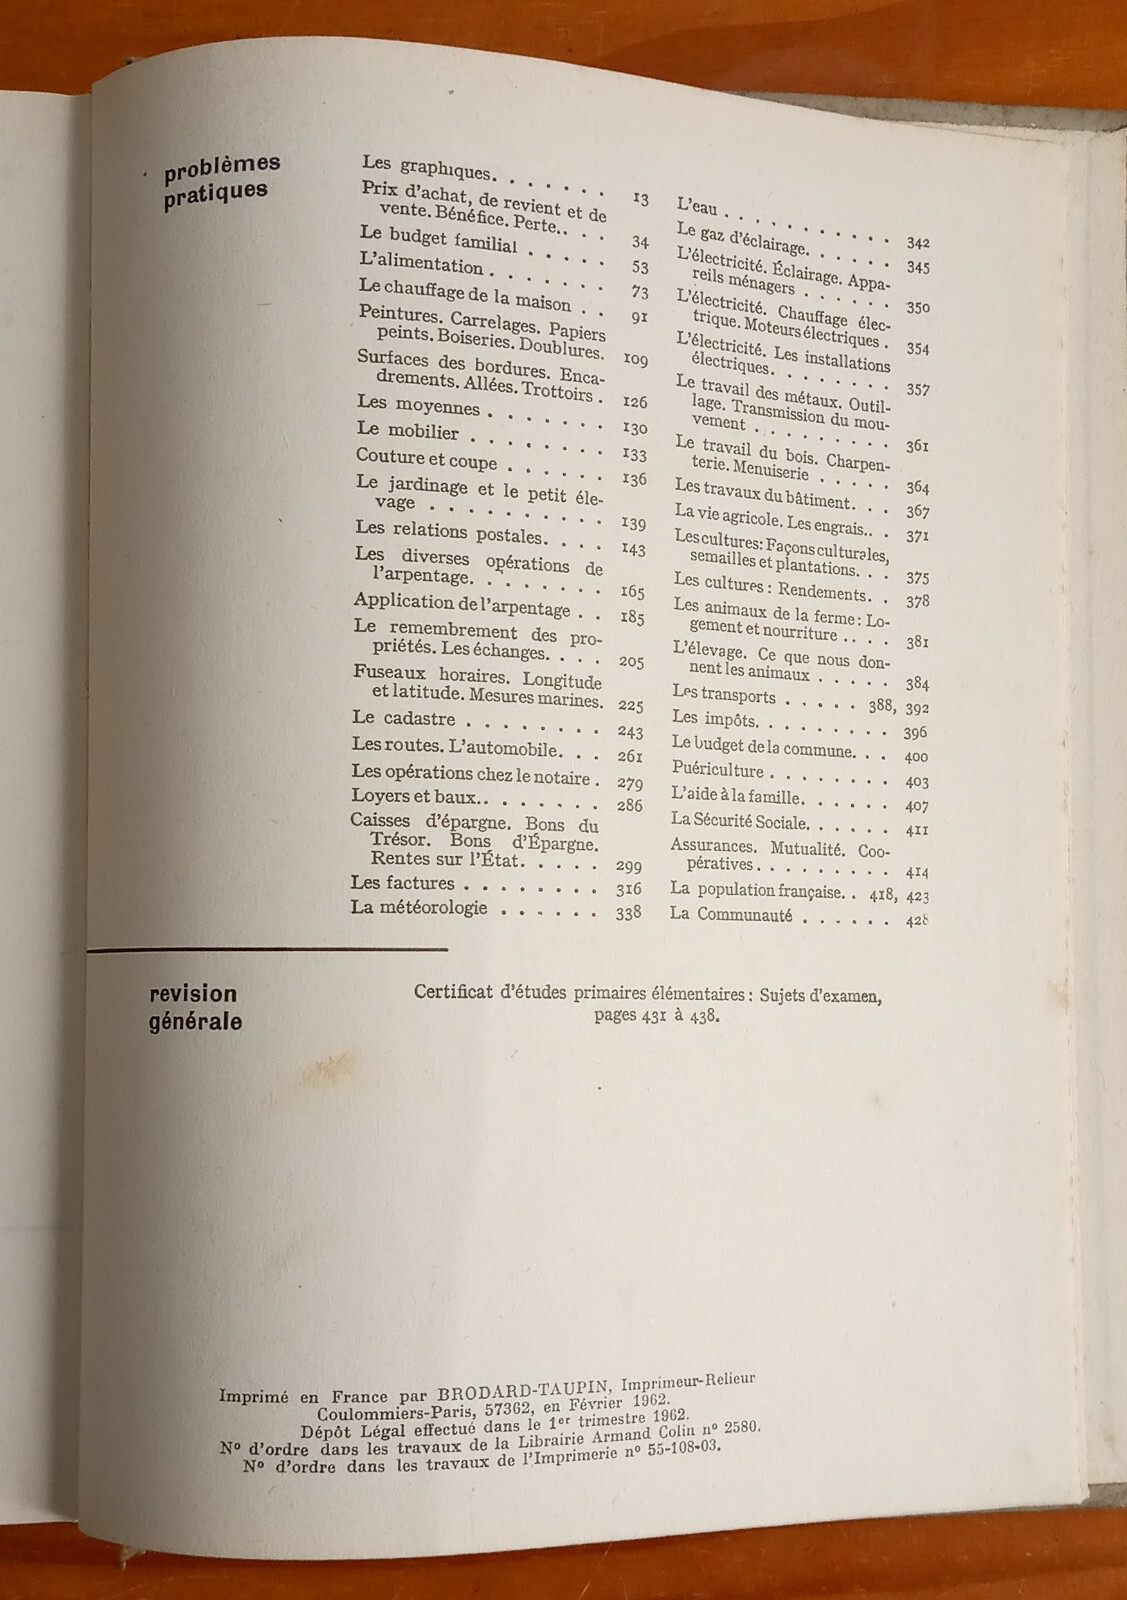 problèmes
pratiques
Les graphiques. . . . . . . . 13
Prix d'achat, de revient et de
vente. Bénéfice. Perte.. . . 34
Le budget familial . . . . . 53
L'alimentation . . . . . . . 73
Le chauffage de la maison . . 91
Peintures. Carrelages. Papiers
peints. Boiseries. Doublures. 109
Surfaces des bordures. Enca-
drements. Allées. Trottoirs . 126
Les moyennes . . . . . . . 130
Le mobilier . . . . . . . . 133
Couture et coupe . . . . . . 136
Le jardinage et le petit éle-
vage . . . . . . . . . . 139
Les relations postales. . . . 143
Les diverses opérations de
l'arpentage. . . . . . . . 165
Application de l'arpentage . . 185
Le remembrement des pro-
priétés. Les échanges. . . . 205
Fuseaux horaires. Longitude
et latitude. Mesures marines. 225
Le cadastre . . . . . . . . 243
Les routes. L'automobile. . . 261
Les opérations chez le notaire . 279
Loyers et baux.. . . . . . . 286
Caisses d'épargne. Bons du
Trésor. Bons d'Épargne.
Rentes sur l'État. . . . . 299
Les factures . . . . . . . . 316
La météorologie . . . . . . 338
L'eau . . . . . . . . . . . 342
Le gaz d'éclairage. . . . . . 345
L'électricité. Éclairage. Appa-
reils ménagers . . . . . . 350
L'électricité. Chauffage élec-
trique. Moteurs électriques . 354
L'électricité. Les installations
électriques. . . . . . . . 357
Le travail des métaux. Outil-
lage. Transmission du mou-
vement . . . . . . . . . 361
Le travail du bois. Charpen-
terie. Menuiserie . . . . . 364
Les travaux du bâtiment. . . 367
La vie agricole. Les engrais.. . 371
Les cultures: Façons culturales,
semailles et plantations. . . 375
Les cultures : Rendements. . 378
Les animaux de la ferme: Lo-
gement et nourriture . . . . 381
L'élevage. Ce que nous don-
nent les animaux . . . . . 384
Les transports . . . . . 388, 392
Les impôts. . . . . . . . . 396
Le budget de la commune. . . 400
Puériculture . . . . . . . . 403
L'aide à la famille. . . . . . 407
La Sécurité Sociale. . . . . . 411
Assurances. Mutualité. Coo-
pératives. . . . . . . . . 414
La population française. . 418, 423
La Communauté . . . . . . 428
revision
générale
Certificat d'études primaires élémentaires : Sujets d'examen,
pages 431 à 438.
Imprimé en France par BRODARD-TAUPIN, Imprimeur-Relieur
Coulommiers-Paris, 57362, en Février 1962.
Dépôt Légal effectué dans le 1er trimestre 1962.
No d'ordre dans les travaux de la Librairie Armand Colin no 2580.
No d'ordre dans les travaux de l'Imprimerie no 55-108-03.